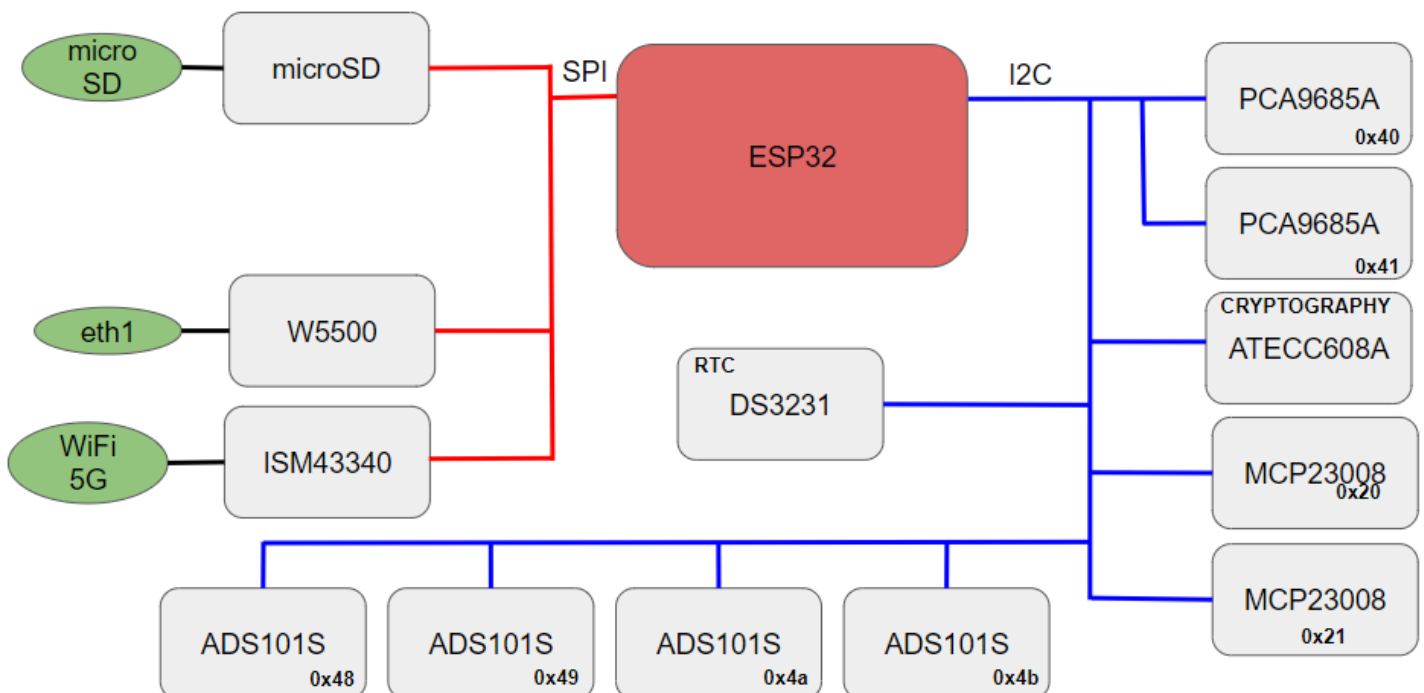 micro
SD
microSD
SPI
ESP32
I2C
PCA9685A
0x40
PCA9685A
0x41
eth1
W5500
CRYPTOGRAPHY
ATECC608A
RTC
DS3231
WiFi
5G
ISM43340
MCP23008
0x20
MCP23008
0x21
ADS101S
0x48
ADS101S
0x49
ADS101S
0x4a
ADS101S
0x4b